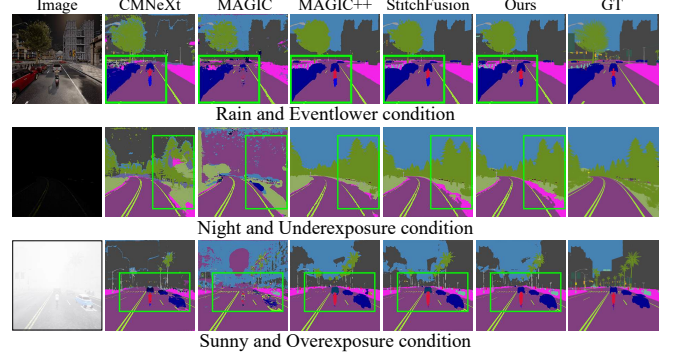 Image CMNeXt MAGIC MAGIC++ StitchFusion Ours GT
Rain and Eventlower condition
Night and Underexposure condition
Sunny and Overexposure condition